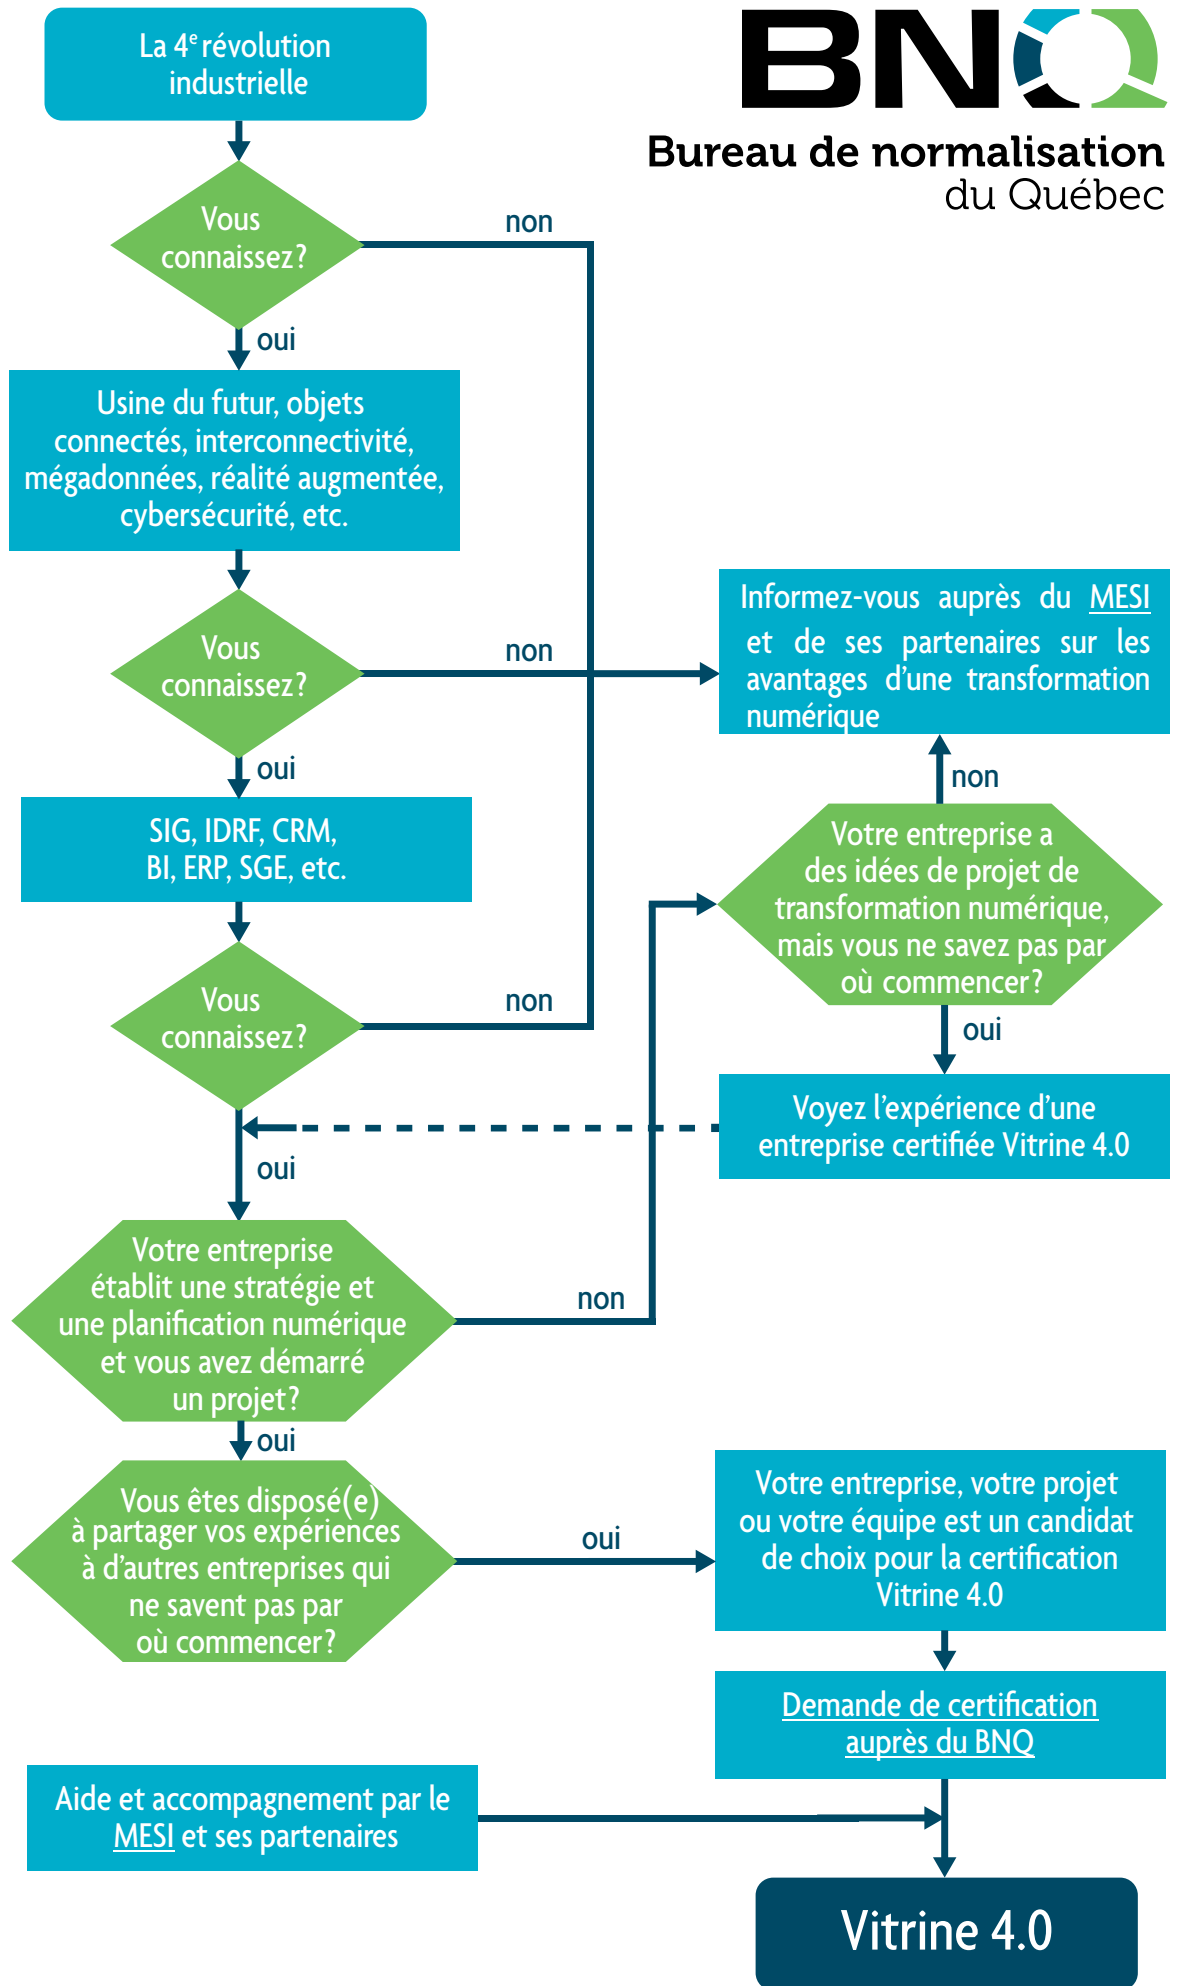 La 4e révolution
industrielle
BNQ
Bureau de normalisation
du Québec
Vous
connaissez?
non
oui
Usine du futur, objets
connectés, interconnectivité,
mégadonnées, réalité augmentée,
cybersécurité, etc.
Vous
connaissez?
non
oui
Informez-vous auprès du MESI
et de ses partenaires sur les
avantages d'une transformation
numérique
SIG, IDRF, CRM,
BI, ERP, SGE, etc.
Vous
connaissez?
non
oui
non
Votre entreprise a
des idées de projet de
transformation numérique,
mais vous ne savez pas par
où commencer?
oui
Voyez l'expérience d'une
entreprise certifiée Vitrine 4.0
Votre entreprise
établit une stratégie et
une planification numérique
et vous avez démarré
un projet?
non
oui
Vous êtes disposé(e)
à partager vos expériences
à d'autres entreprises qui
ne savent pas par
où commencer?
oui
Votre entreprise, votre projet
ou votre équipe est un candidat
de choix pour la certification
Vitrine 4.0
Demande de certification
auprès du BNQ
Aide et accompagnement par le
MESI et ses partenaires
Vitrine 4.0